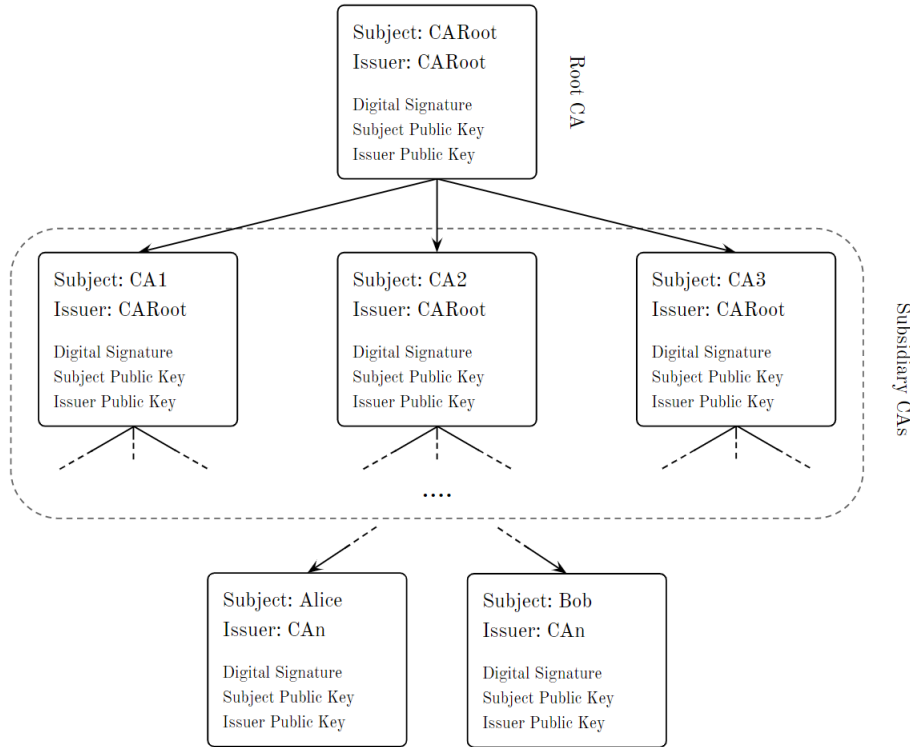 Subject: CARoot
Issuer: CARoot
Digital Signature
Subject Public Key
Issuer Public Key
Root CA
Subject: CA1
Issuer: CARoot
Digital Signature
Subject Public Key
Issuer Public Key
Subject: CA2
Issuer: CARoot
Digital Signature
Subject Public Key
Issuer Public Key
Subject: CA3
Issuer: CARoot
Digital Signature
Subject Public Key
Issuer Public Key
Subsidiary CAs
....
Subject: Alice
Issuer: CAn
Digital Signature
Subject Public Key
Issuer Public Key
Subject: Bob
Issuer: CAn
Digital Signature
Subject Public Key
Issuer Public Key